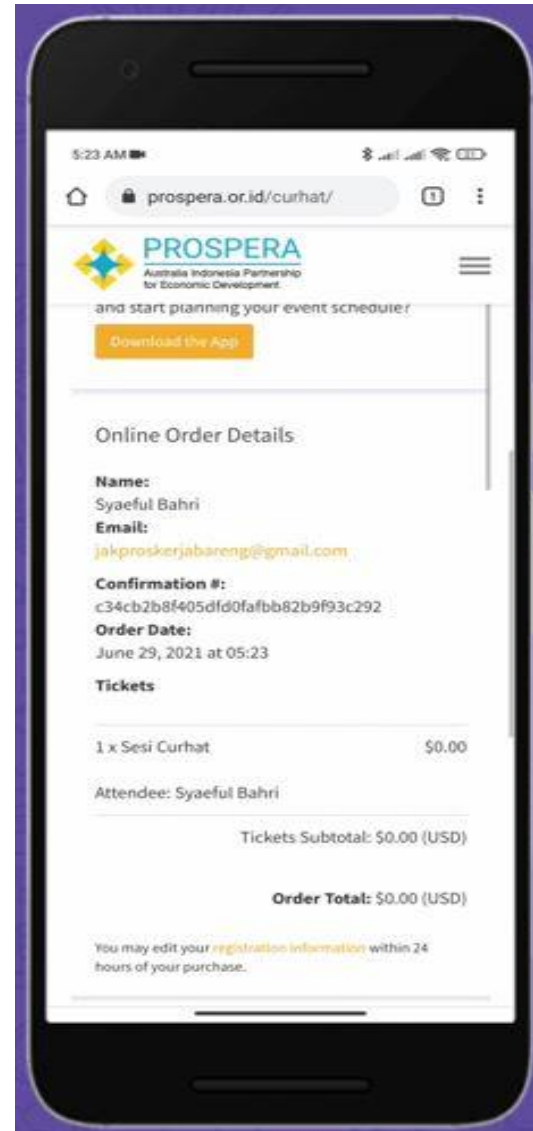 5:23 AM
prospera.or.id/curhat/
1
PROSPERA
Australia Indonesia Partnership
for Economic Development
and start planning your event schedule?
Download the App
Online Order Details
Name:
Syaeful Bahri
Email:
jakproskerjabareng@gmail.com
Confirmation #:
c34cb2b8f405dfd0fafbb82b9f93c292
Order Date:
June 29, 2021 at 05:23
Tickets
1 x Sesi Curhat $0.00
Attendee: Syaeful Bahri
Tickets Subtotal: $0.00 (USD)
Order Total: $0.00 (USD)
You may edit your registration information within 24
hours of your purchase.